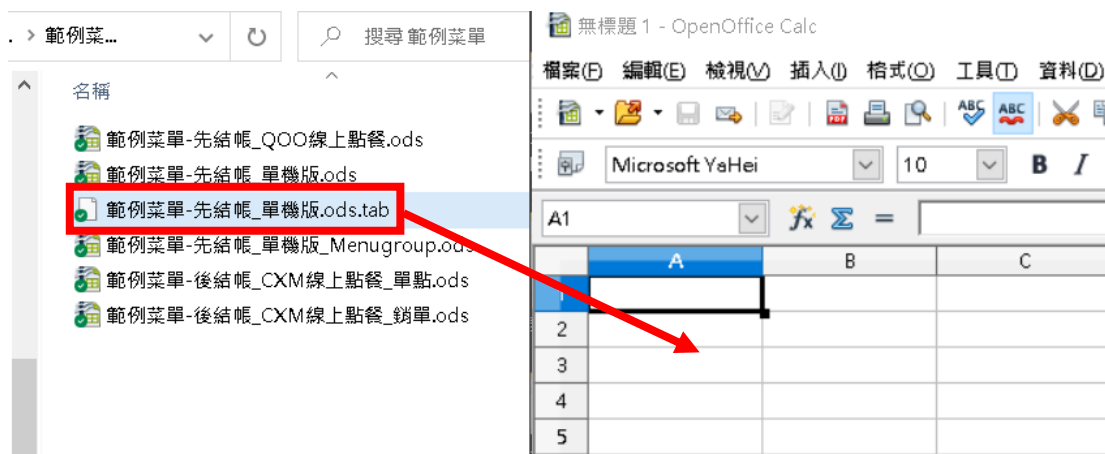 . > 範例菜...
搜尋 範例菜單
名稱
範例菜單-先結帳_QOO線上點餐.ods
範例菜單-先結帳_單機版.ods
範例菜單-先結帳_單機版.ods.tab
範例菜單-先結帳_單機版_Menugroup.ods
範例菜單-後結帳_CXM線上點餐_單點.ods
範例菜單-後結帳_CXM線上點餐_銷單.ods
無標題 1 - OpenOffice Calc
檔案(F) 編輯(E) 檢視(V) 插入(I) 格式(O) 工具(T) 資料(D)
PDF ABC ABC
Microsoft YaHei 10 B I
A1 fx Σ =
A B C
1
2
3
4
5